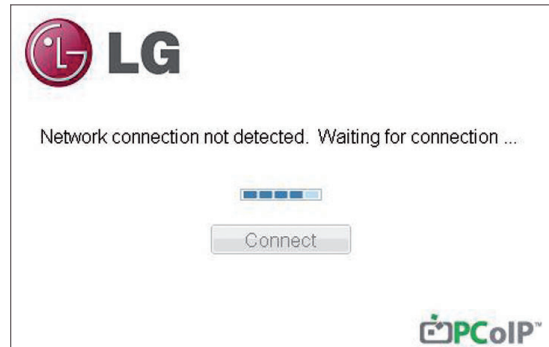 LG
Network connection not detected. Waiting for connection ...
Connect
PCoIP™